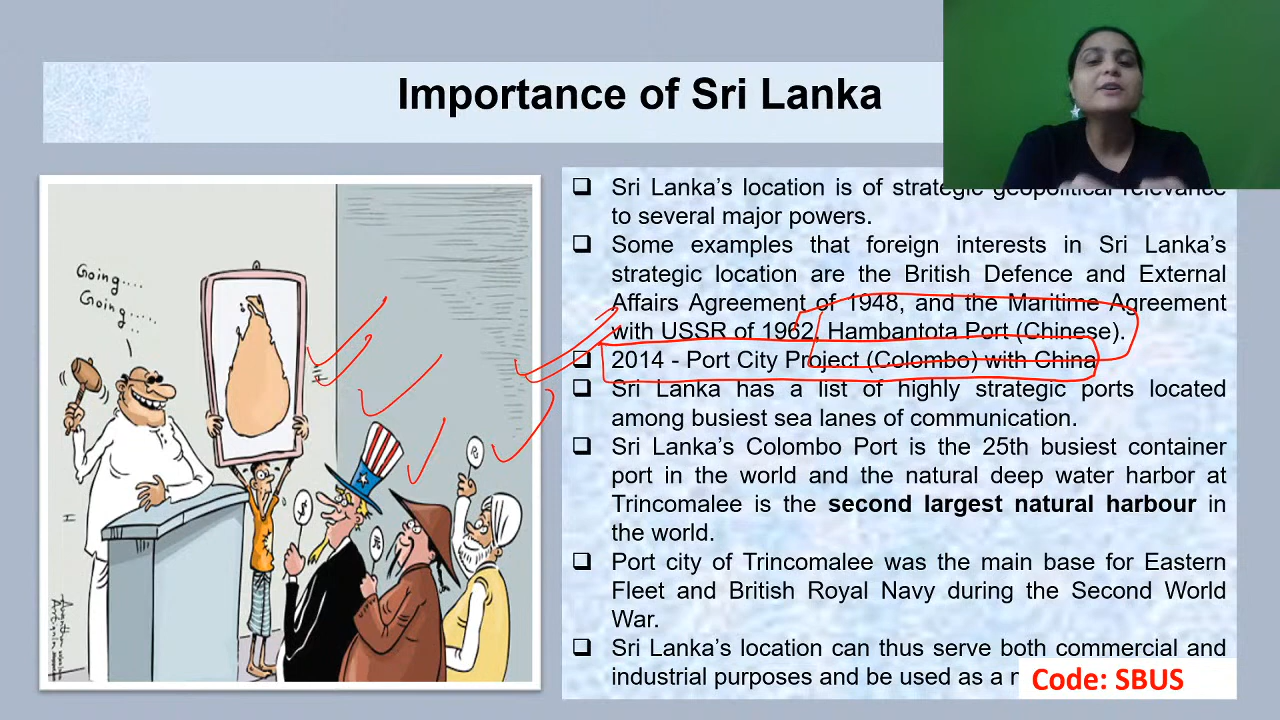 Importance of Sri Lanka
Going....
Going.....
❑ Sri Lanka's location is of strategic geopolitical relevance
to several major powers.
❑ Some examples that foreign interests in Sri Lanka's
strategic location are the British Defence and External
Affairs Agreement of 1948, and the Maritime Agreement
with USSR of 1962, Hambantota Port (Chinese).
❑ 2014 - Port City Project (Colombo) with China
❑ Sri Lanka has a list of highly strategic ports located
among busiest sea lanes of communication.
❑ Sri Lanka's Colombo Port is the 25th busiest container
port in the world and the natural deep water harbor at
Trincomalee is the second largest natural harbour in
the world.
❑ Port city of Trincomalee was the main base for Eastern
Fleet and British Royal Navy during the Second World
War.
❑ Sri Lanka's location can thus serve both commercial and
industrial purposes and be used as a
Code: SBUS